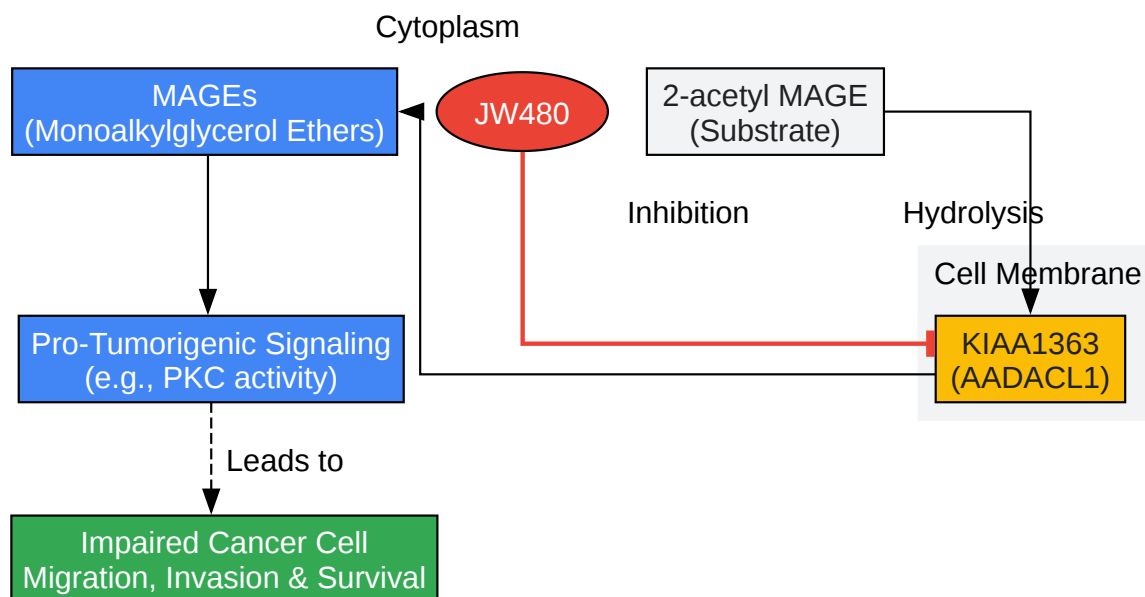 Cytoplasm
MAGEs
(Monoalkylglycerol Ethers)
JW480
2-acetyl MAGE
(Substrate)
Inhibition
Hydrolysis
Cell Membrane
Pro-Tumorigenic Signaling
(e.g., PKC activity)
KIAA1363
(AADACL1)
Leads to
Impaired Cancer Cell
Migration, Invasion & Survival